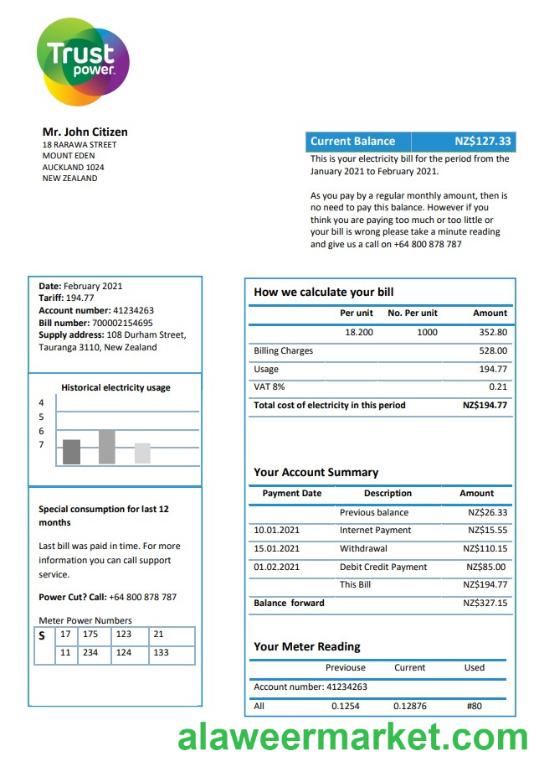 Trust
power.
Mr. John Citizen
18 RARAWA STREET
MOUNT EDEN
AUCKLAND 1024
NEW ZEALAND
Current Balance NZ$127.33
This is your electricity bill for the period from the
January 2021 to February 2021.
As you pay by a regular monthly amount, then is
no need to pay this balance. However if you
think you are paying too much or too little or
your bill is wrong please take a minute reading
and give us a call on +64 800 878 787
Date: February 2021
Tariff: 194.77
Account number: 41234263
Bill number: 700002154695
Supply address: 108 Durham Street,
Tauranga 3110, New Zealand
Historical electricity usage
4
5
6
7
Special consumption for last 12
months
Last bill was paid in time. For more
information you can call support
service.
Power Cut? Call: +64 800 878 787
Meter Power Numbers
S 17 175 123 21
11 234 124 133
How we calculate your bill
Per unit No. Per unit Amount
18.200 1000 352.80
Billing Charges 528.00
Usage 194.77
VAT 8% 0.21
Total cost of electricity in this period NZ$194.77
Your Account Summary
Payment Date Description Amount
Previous balance NZ$26.33
10.01.2021 Internet Payment NZ$15.55
15.01.2021 Withdrawal NZ$110.15
01.02.2021 Debit Credit Payment NZ$85.00
This Bill NZ$194.77
Balance forward NZ$327.15
Your Meter Reading
Previouse Current Used
Account number: 41234263
All 0.1254 0.12876 #80
alaweermarket.com